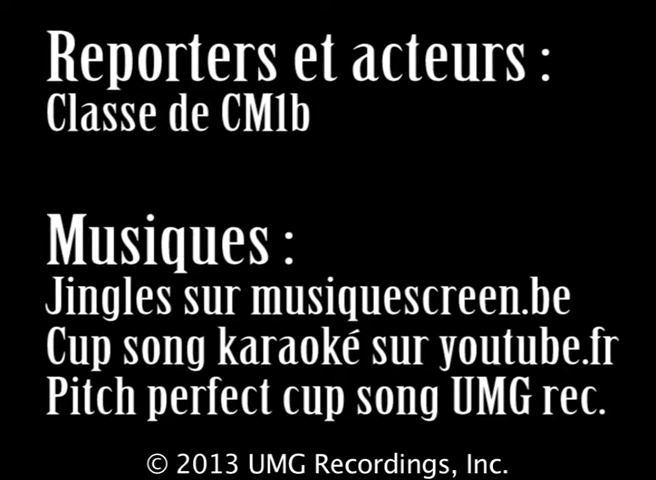 Reporters et acteurs :
Classe de CM1b
Musiques :
Jingles sur musiquescreen.be
Cup song karaoké sur youtube.fr
Pitch perfect cup song UMG rec.
© 2013 UMG Recordings, Inc.